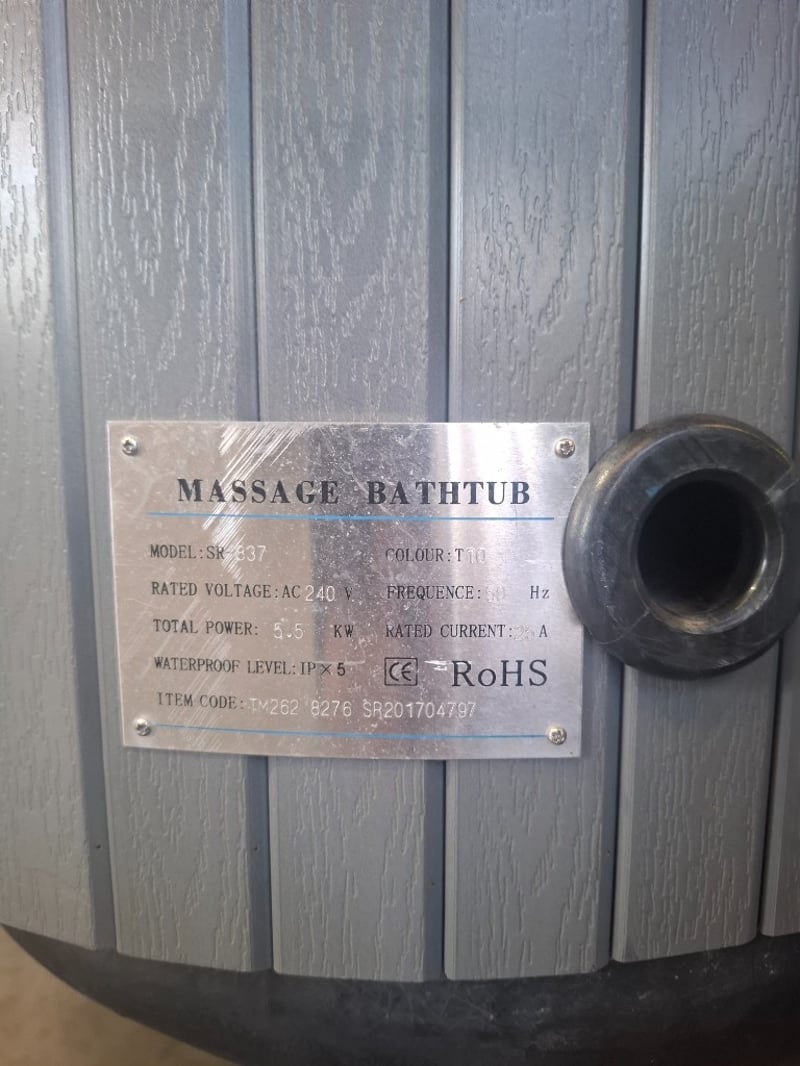 MASSAGE BATHTUB
MODEL:SR-837 COLOUR:T10
RATED VOLTAGE:AC 240 V FREQUENCE: Hz
TOTAL POWER: 5.5 KW RATED CURRENT: A
WATERPROOF LEVEL:IP×5 CE RoHS
ITEM CODE:TM262 8276 SR201704797